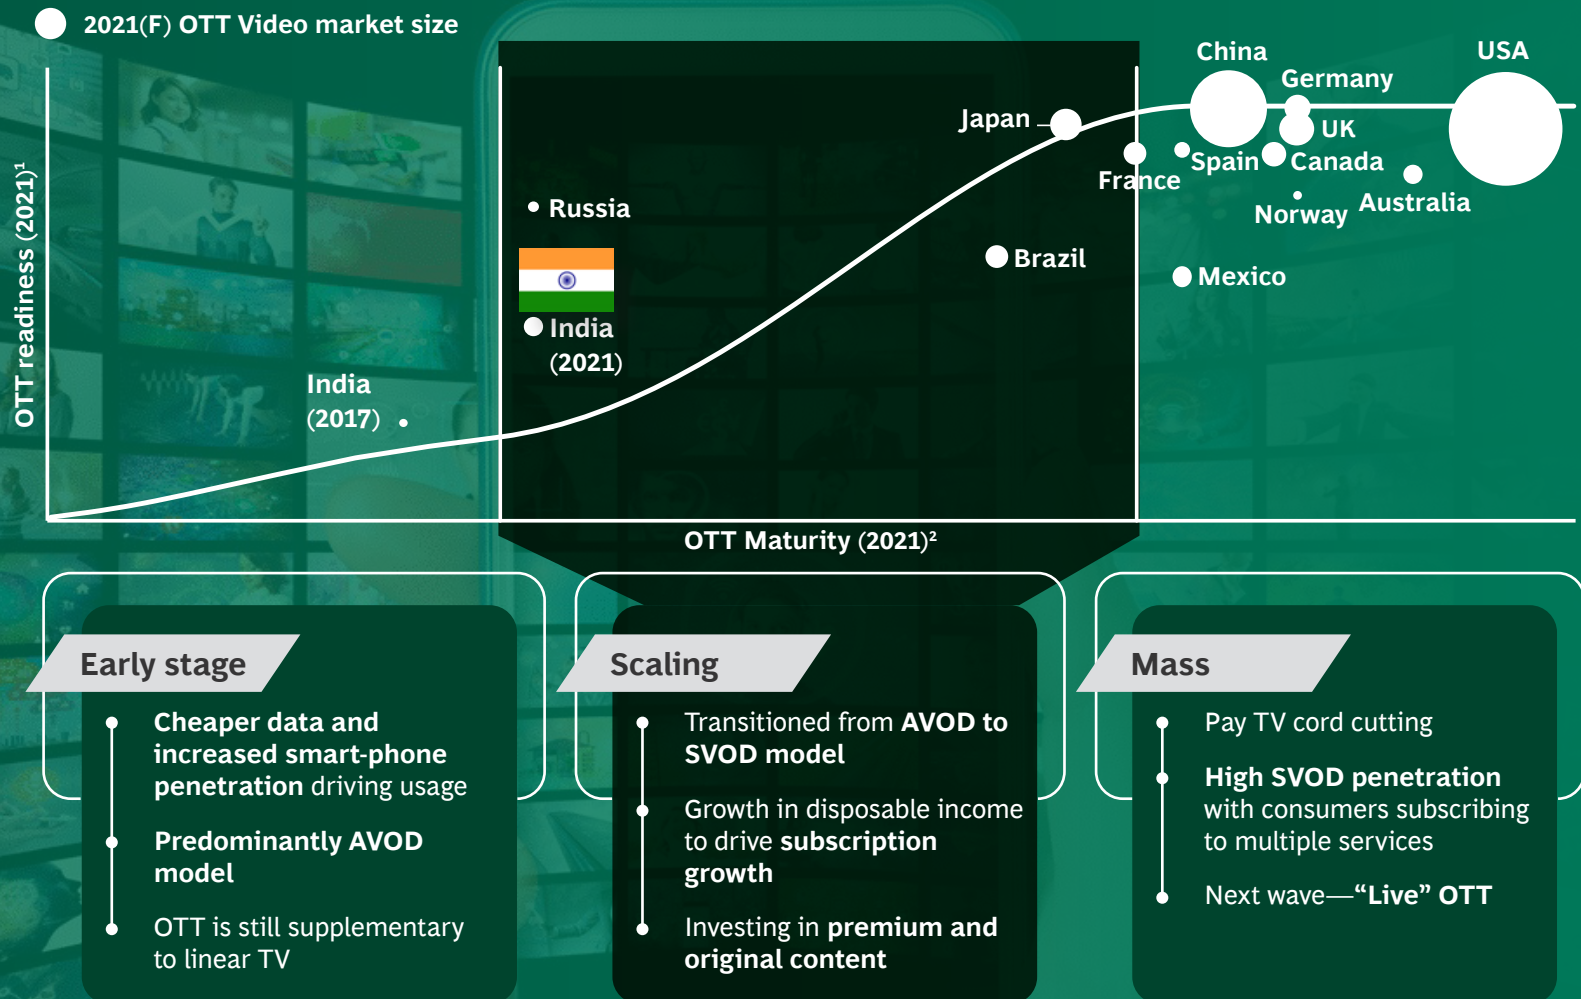 2021(F) OTT Video market size
OTT readiness (2021)¹
China
USA
Germany
Japan
UK
Spain
Canada
France
Australia
Norway
Russia
Brazil
Mexico
India
(2021)
India
(2017)
OTT Maturity (2021)²
Early stage
Cheaper data and
increased smart-phone
penetration driving usage
Predominantly AVOD
model
OTT is still supplementary
to linear TV
Scaling
Transitioned from AVOD to
SVOD model
Growth in disposable income
to drive subscription
growth
Investing in premium and
original content
Mass
Pay TV cord cutting
High SVOD penetration
with consumers subscribing
to multiple services
Next wave—“Live” OTT